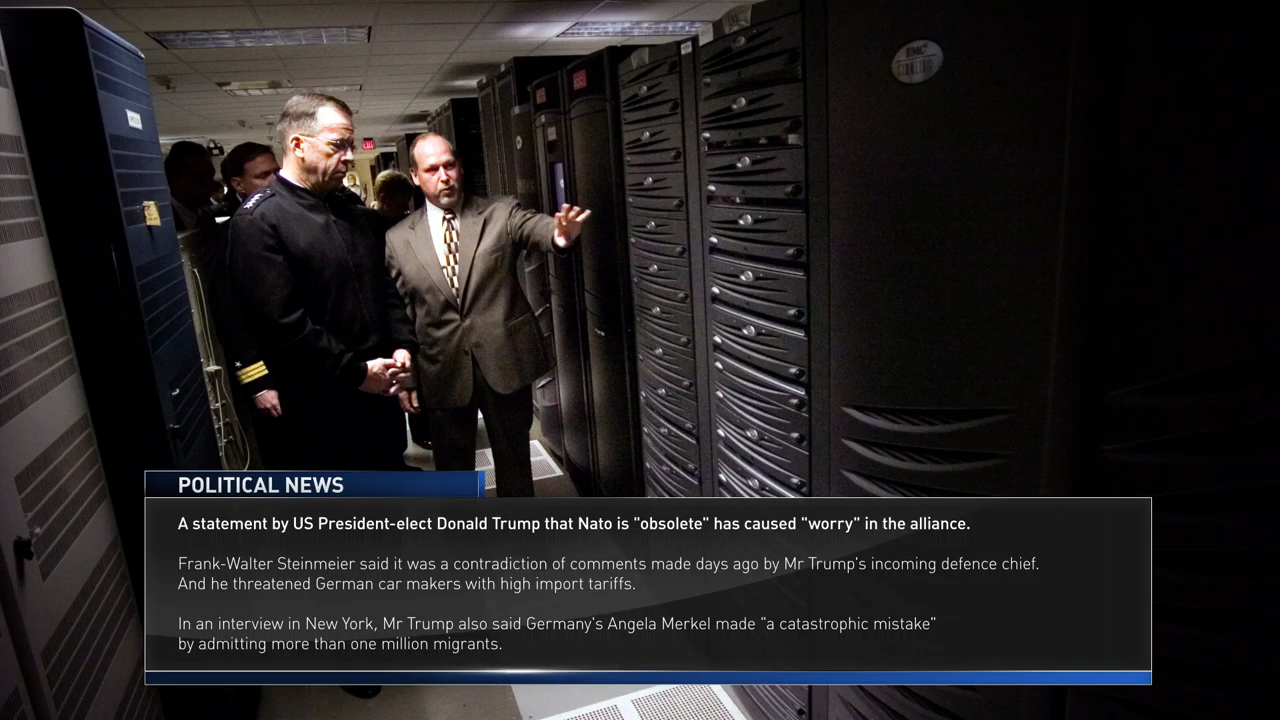 POLITICAL NEWS
A statement by US President-elect Donald Trump that Nato is "obsolete" has caused "worry" in the alliance.
Frank-Walter Steinmeier said it was a contradiction of comments made days ago by Mr Trump's incoming defence chief.
And he threatened German car makers with high import tariffs.
In an interview in New York, Mr Trump also said Germany's Angela Merkel made "a catastrophic mistake"
by admitting more than one million migrants.